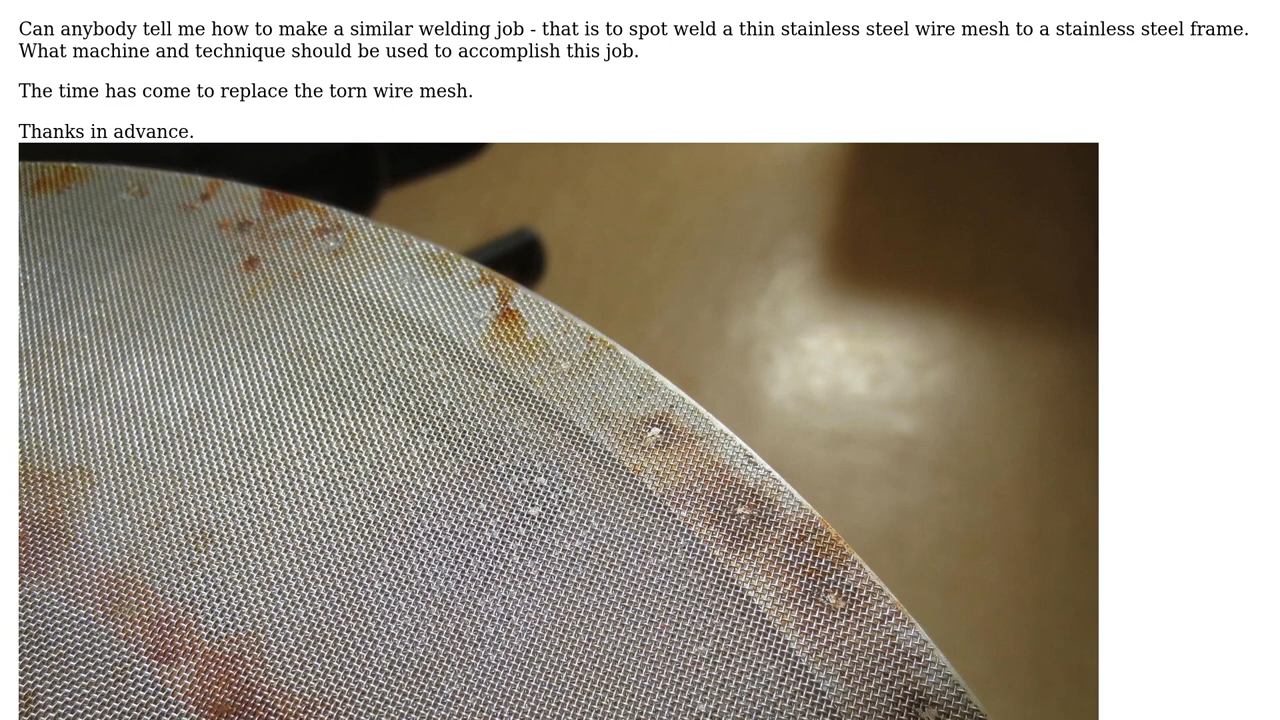 Can anybody tell me how to make a similar welding job - that is to spot weld a thin stainless steel wire mesh to a stainless steel frame.
What machine and technique should be used to accomplish this job.
The time has come to replace the torn wire mesh.
Thanks in advance.